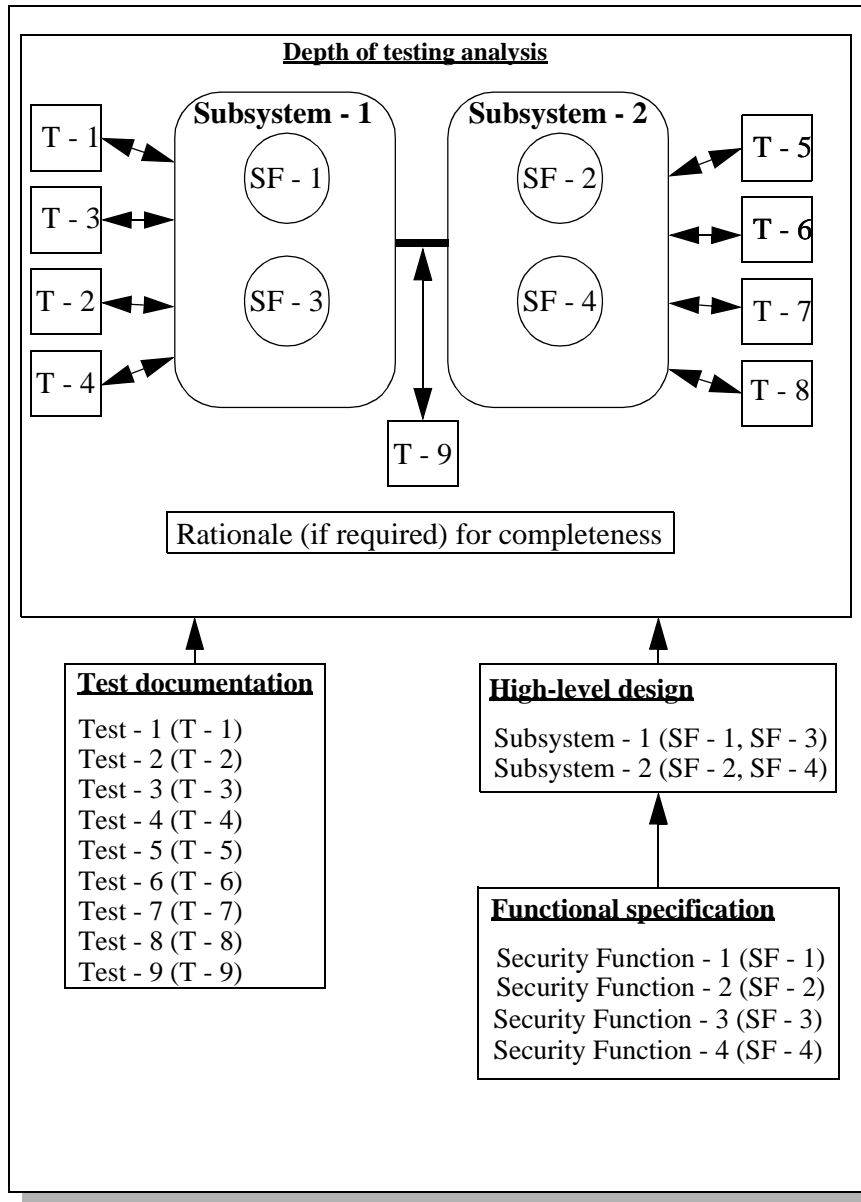 Depth of testing analysis
Subsystem - 1
Subsystem - 2
T - 1
SF - 1
SF - 2
T - 5
T - 3
T - 6
T - 2
SF - 3
SF - 4
T - 7
T - 4
T - 8
T - 9
Rationale (if required) for completeness
Test documentation
Test - 1 (T - 1)
Test - 2 (T - 2)
Test - 3 (T - 3)
Test - 4 (T - 4)
Test - 5 (T - 5)
Test - 6 (T - 6)
Test - 7 (T - 7)
Test - 8 (T - 8)
Test - 9 (T - 9)
High-level design
Subsystem - 1 (SF - 1, SF - 3)
Subsystem - 2 (SF - 2, SF - 4)
Functional specification
Security Function - 1 (SF - 1)
Security Function - 2 (SF - 2)
Security Function - 3 (SF - 3)
Security Function - 4 (SF - 4)